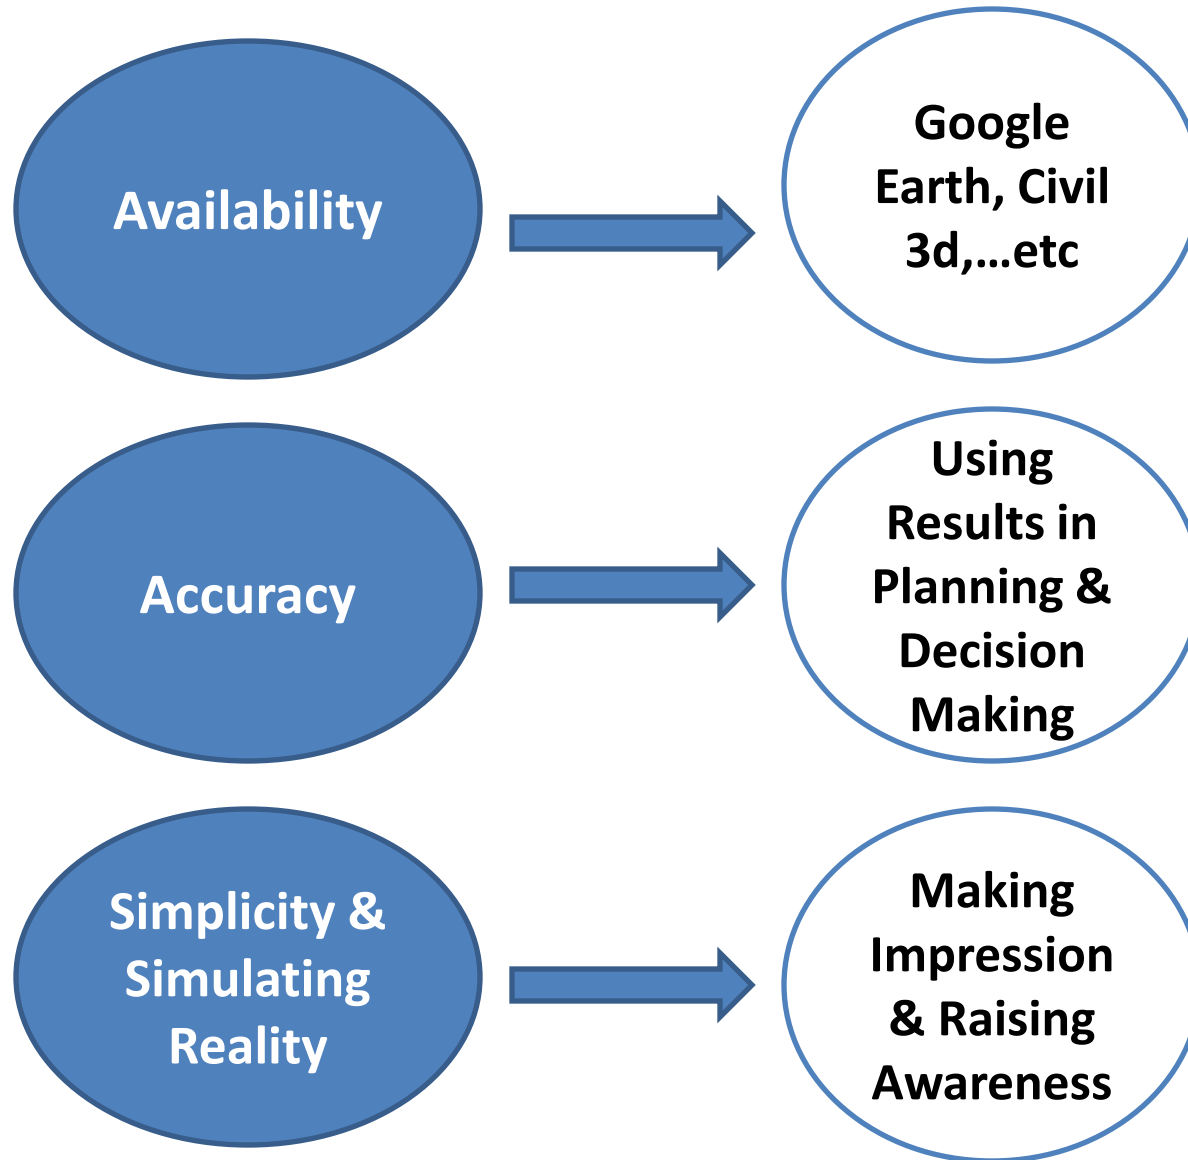 Availability
Google
Earth, Civil
3d,...etc
Accuracy
Using
Results in
Planning &
Decision
Making
Simplicity &
Simulating
Reality
Making
Impression
& Raising
Awareness